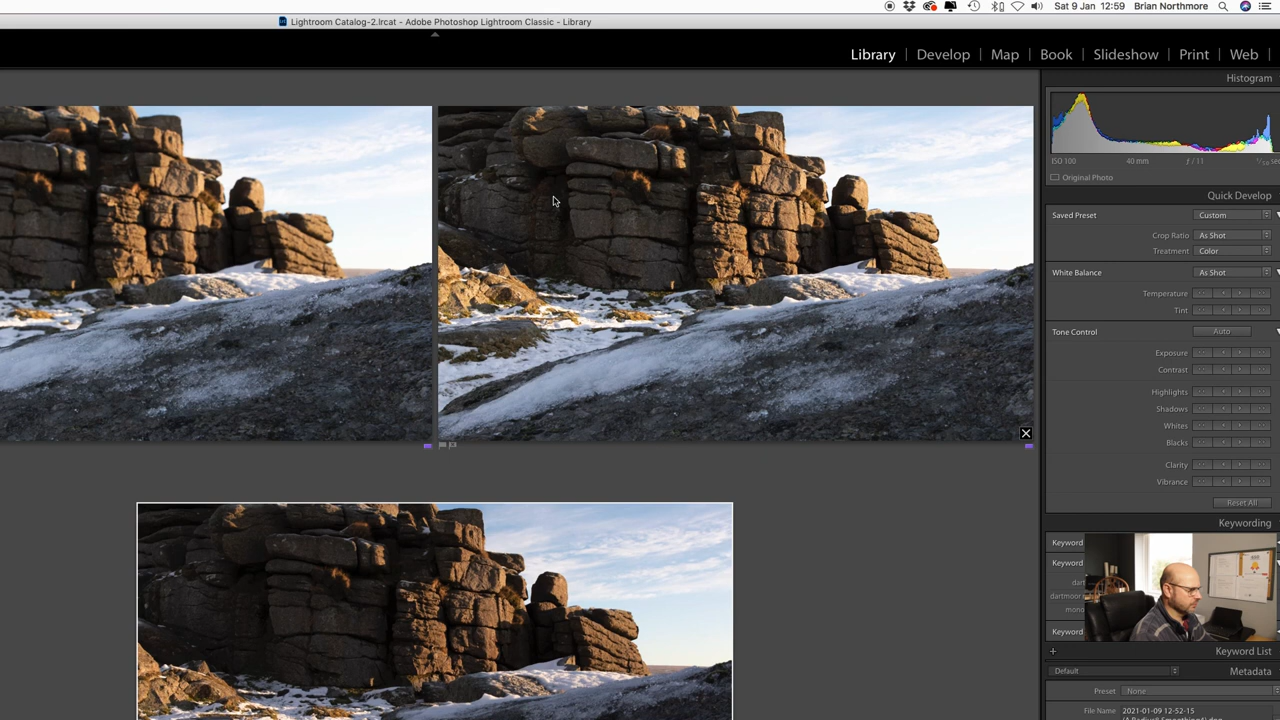 Sat 9 Jan 12:59 Brian Northmore
Lightroom Catalog-2.lrcat - Adobe Photoshop Lightroom Classic - Library
Library | Develop | Map | Book | Slideshow | Print | Web |
Histogram
ISO 100 40 mm f / 11
Original Photo
Quick Develop
Saved Preset Custom
Crop Ratio As Shot
Treatment Color
White Balance As Shot
Temperature
Tint
Tone Control Auto
Exposure
Contrast
Highlights
Shadows
Whites
Blacks
Clarity
Vibrance
Reset All
Keywording
Keyword
Keyword
dart
dartmoor
mono
Keyword
Keyword List
Default Metadata
Preset None
File Name 2021-01-09 12-52-15